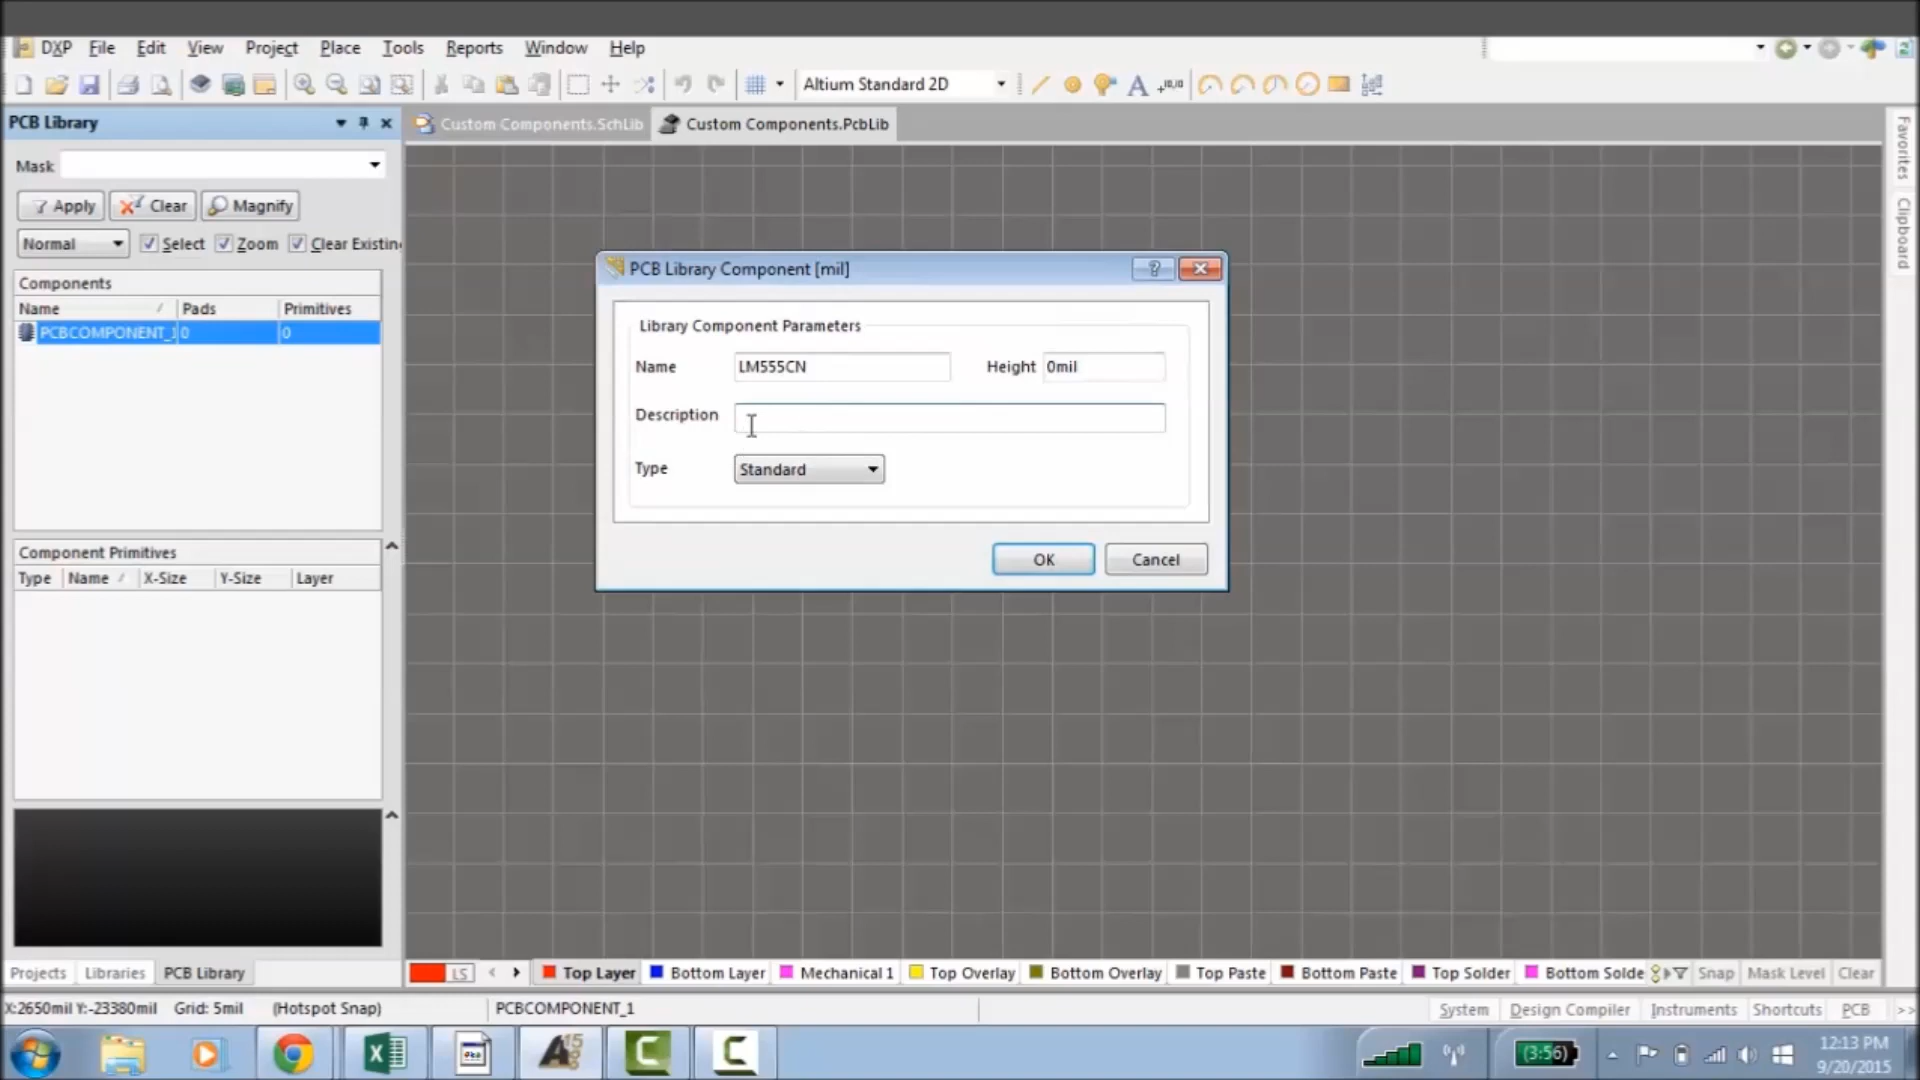 DXP File Edit View Project Place Tools Reports Window Help
Altium Standard 2D
PCB Library
Custom Components.SchLib
Custom Components.PcbLib
Mask
Apply Clear Magnify
Normal Select Zoom Clear Existin
Components
Name Pads Primitives
PCBCOMPONENT_1 0 0
Component Primitives
Type Name X-Size Y-Size Layer
PCB Library Component [mil]
Library Component Parameters
Name LM555CN Height 0mil
Description
Type Standard
OK Cancel
Favorites
Clipboard
Projects Libraries PCB Library
LS Top Layer Bottom Layer Mechanical 1 Top Overlay Bottom Overlay Top Paste Bottom Paste Top Solder Bottom Solde Snap Mask Level Clear
X:2650mil Y:-23380mil Grid: 5mil (Hotspot Snap) PCBCOMPONENT_1 System Design Compiler Instruments Shortcuts PCB >>
(3:56)
12:13 PM
9/20/2015